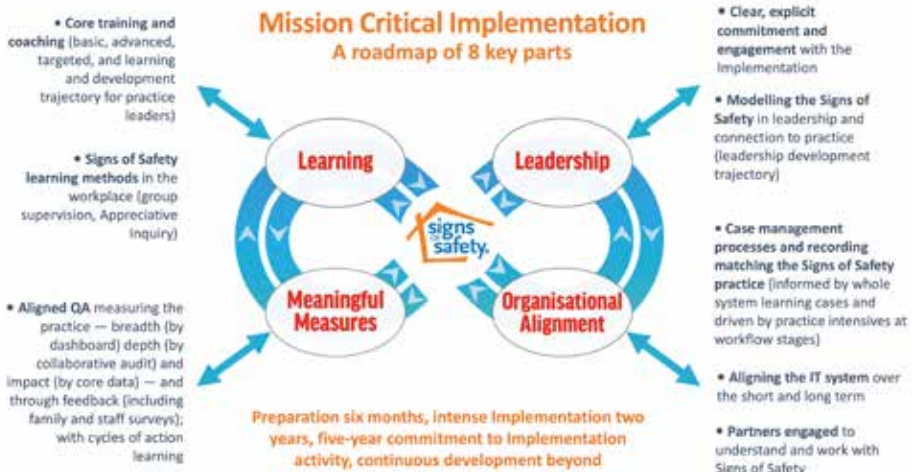 Mission Critical Implementation
A roadmap of 8 key parts
• Core training and
coaching (basic, advanced,
targeted, and learning
and development
trajectory for practice
leaders)
• Signs of Safety
learning methods in the
workplace (group
supervision, Appreciative
Inquiry)
• Aligned QA measuring the
practice — breadth (by
dashboard) depth (by
collaborative audit) and
impact (by core data) — and
through feedback (including
family and staff surveys);
with cycles of action
learning
Learning
Leadership
signs
of
safety®
Meaningful
Measures
Organisational
Alignment
Preparation six months, intense Implementation two
years, five-year commitment to Implementation
activity, continuous development beyond
• Clear, explicit
commitment and
engagement with the
Implementation
• Modelling the Signs of
Safety in leadership and
connection to practice
(leadership development
trajectory)
• Case management
processes and recording
matching the Signs of Safety
practice (informed by whole
system learning cases and
driven by practice intensives at
workflow stages)
• Aligning the IT system over
the short and long term
• Partners engaged to
understand and work with
Signs of Safety